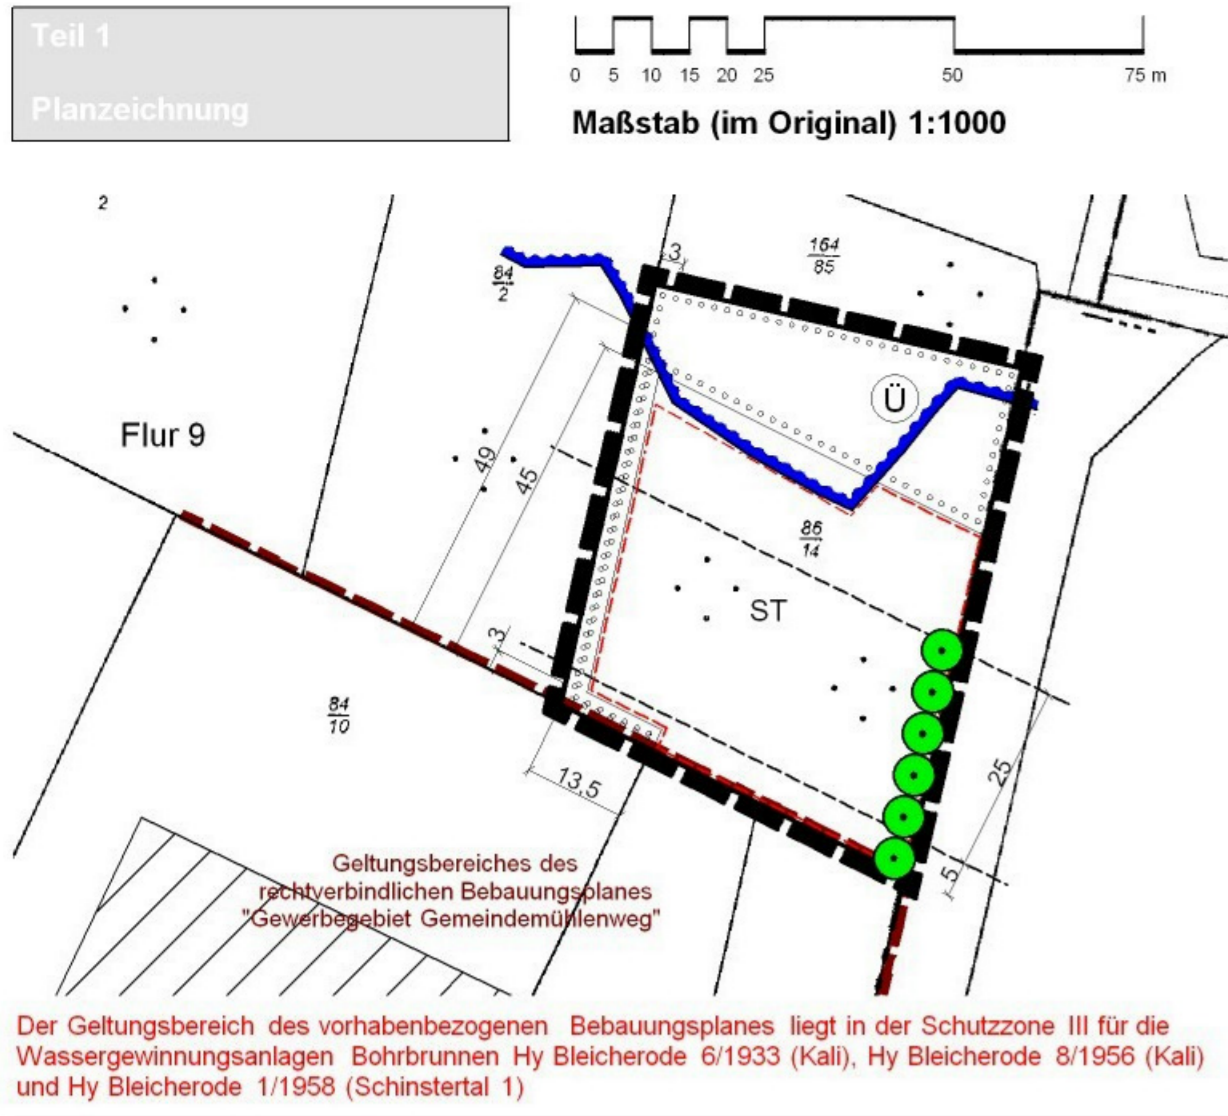 Teil 1
Planzeichnung
0 5 10 15 20 25 50 75 m
Maßstab (im Original) 1:1000
2
3
164
85
84
2
Ü
Flur 9
49
45
86
14
ST
3
84
10
25
13,5
5
Geltungsbereiches des
rechtverbindlichen Bebauungsplanes
"Gewerbegebiet Gemeindemühlenweg"
Der Geltungsbereich des vorhabenbezogenen Bebauungsplanes liegt in der Schutzzone III für die
Wassergewinnungsanlagen Bohrbrunnen Hy Bleicherode 6/1933 (Kali), Hy Bleicherode 8/1956 (Kali)
und Hy Bleicherode 1/1958 (Schinstertal 1)